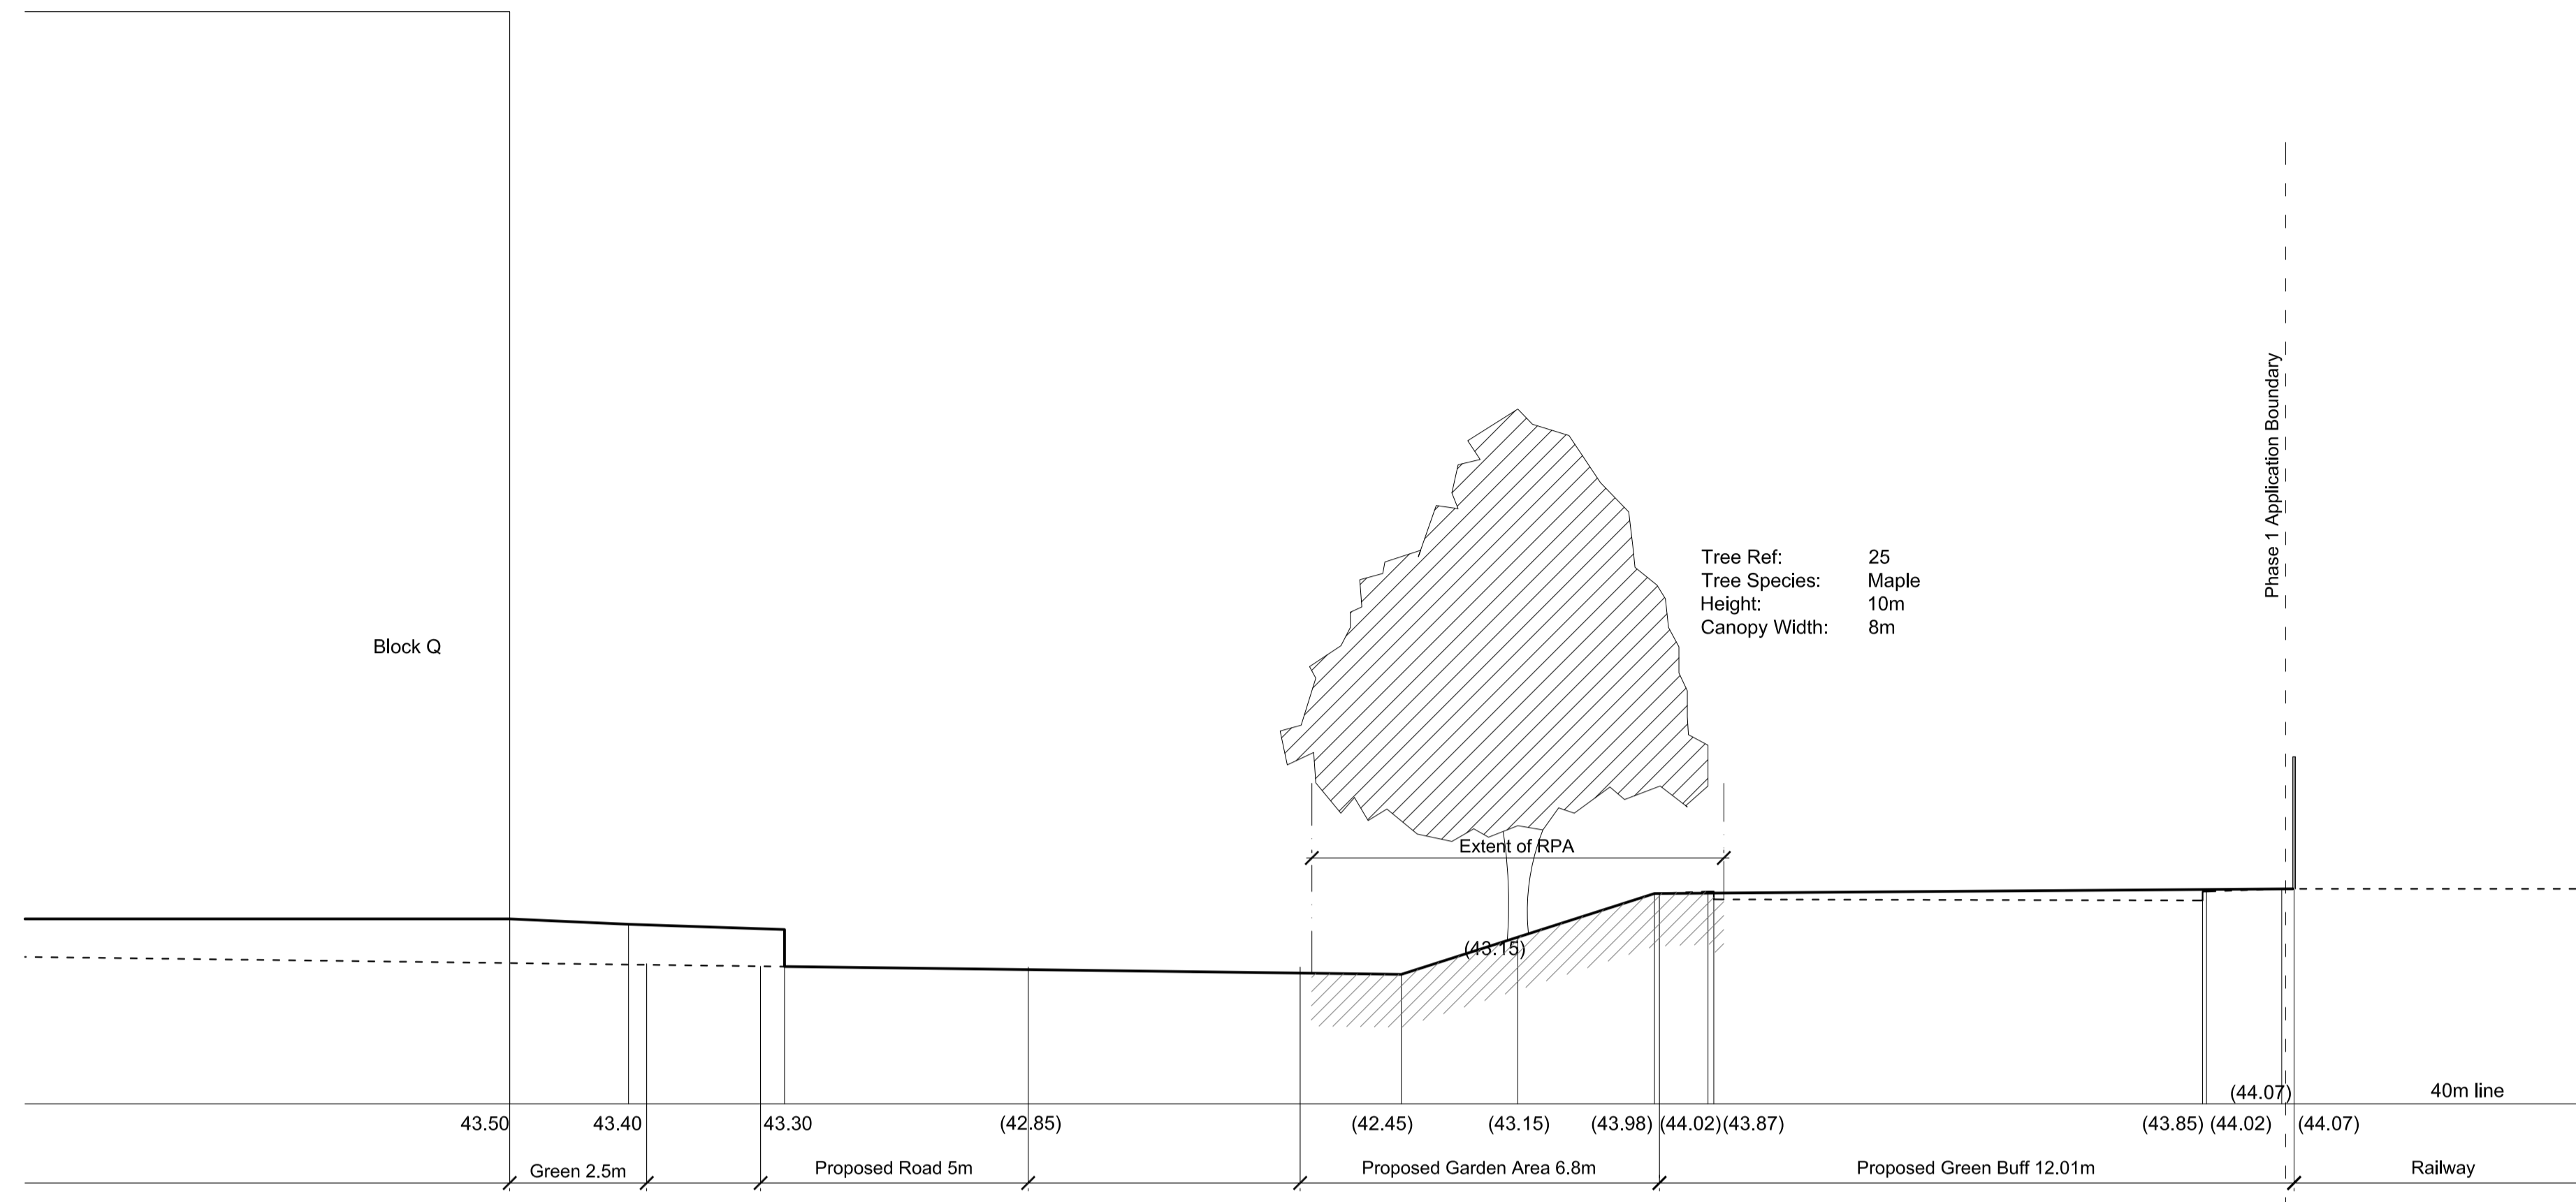 Phase 1 Application Boundary
Tree Ref: 25
Tree Species: Maple
Height: 10m
Canopy Width: 8m
Block Q
Extent of RPA
(43.15)
(44.07)
40m line
43.50 43.40 43.30 (42.85) (42.45) (43.15) (43.98) (44.02) (43.87) (43.85) (44.02) (44.07)
Green 2.5m Proposed Road 5m Proposed Garden Area 6.8m Proposed Green Buff 12.01m Railway